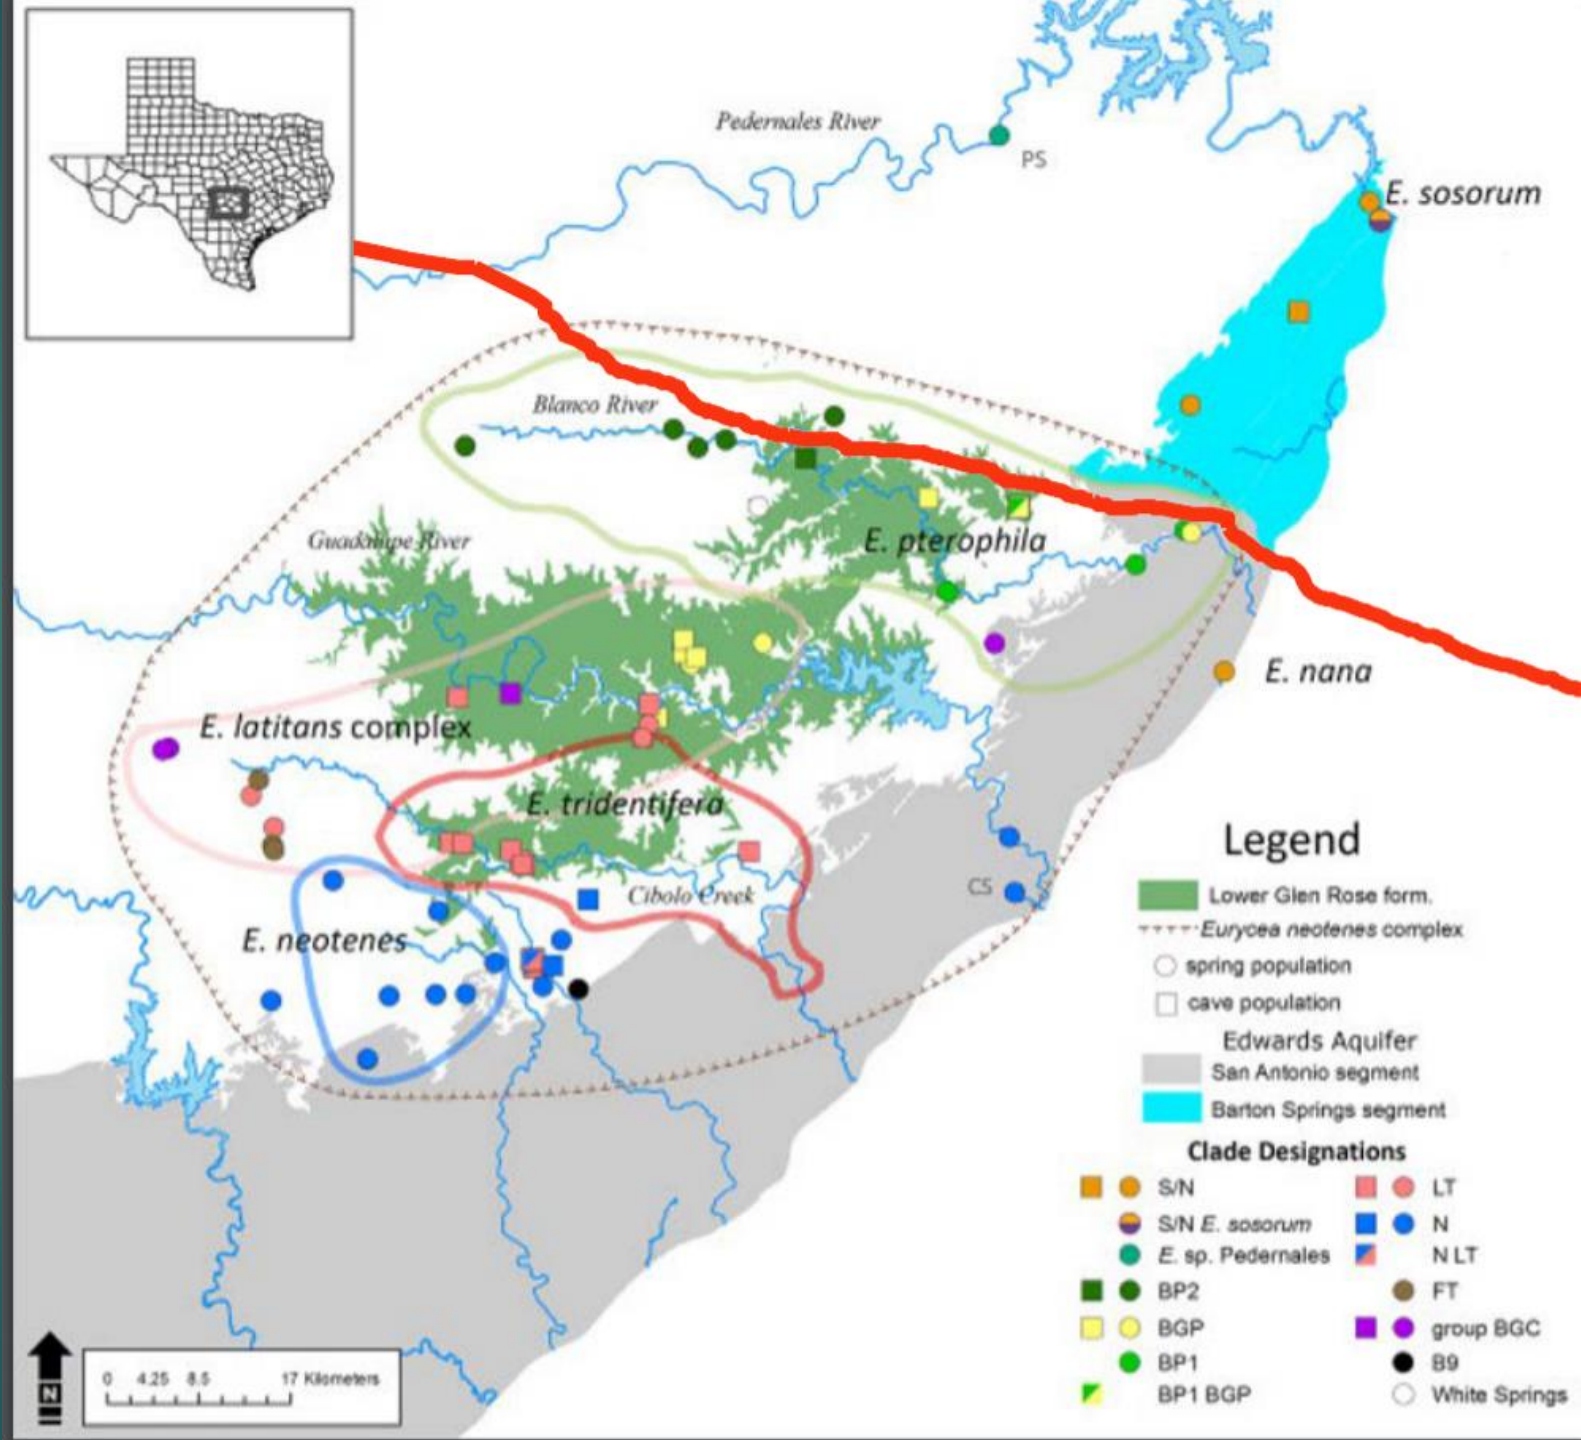 Pedernales River
PS
E. sosorum
Blanco River
Guadalupe River
E. pterophila
E. nana
E. latitans complex
E. tridentifera
Cibolo Creek
CS
E. neotenes
Legend
Lower Glen Rose form.
Eurycea neotenes complex
spring population
cave population
Edwards Aquifer
San Antonio segment
Barton Springs segment
Clade Designations
S/N
LT
S/N E. sosorum
N
E. sp. Pedernales
N LT
BP2
FT
BGP
group BGC
BP1
B9
BP1 BGP
White Springs
N
0 4.25 8.5 17 Kilometers